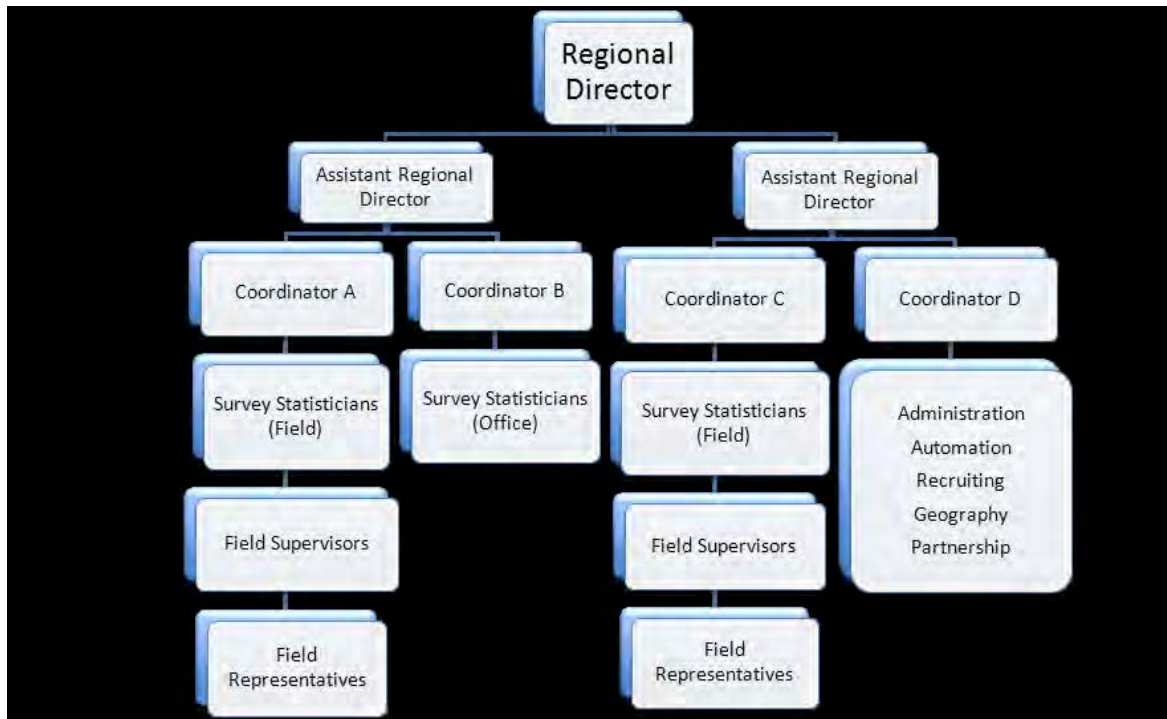 Regional
Director
Assistant Regional
Director
Assistant Regional
Director
Coordinator A
Coordinator B
Coordinator C
Coordinator D
Survey Statisticians
(Field)
Survey Statisticians
(Office)
Survey Statisticians
(Field)
Administration
Automation
Recruiting
Geography
Partnership
Field Supervisors
Field Supervisors
Field
Representatives
Field
Representatives